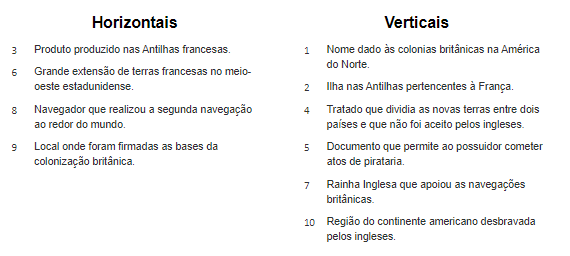 Horizontais
3 Produto produzido nas Antilhas francesas.
6 Grande extensão de terras francesas no meio-
oeste estadunidense.
8 Navegador que realizou a segunda navegação
ao redor do mundo.
9 Local onde foram firmadas as bases da
colonização britânica.
Verticais
1 Nome dado às colonias britânicas na América
do Norte.
2 Ilha nas Antilhas pertencentes à França.
4 Tratado que dividia as novas terras entre dois
países e que não foi aceito pelos ingleses.
5 Documento que permite ao possuidor cometer
atos de pirataria.
7 Rainha Inglesa que apoiou as navegações
britânicas.
10 Região do continente americano desbravada
pelos ingleses.